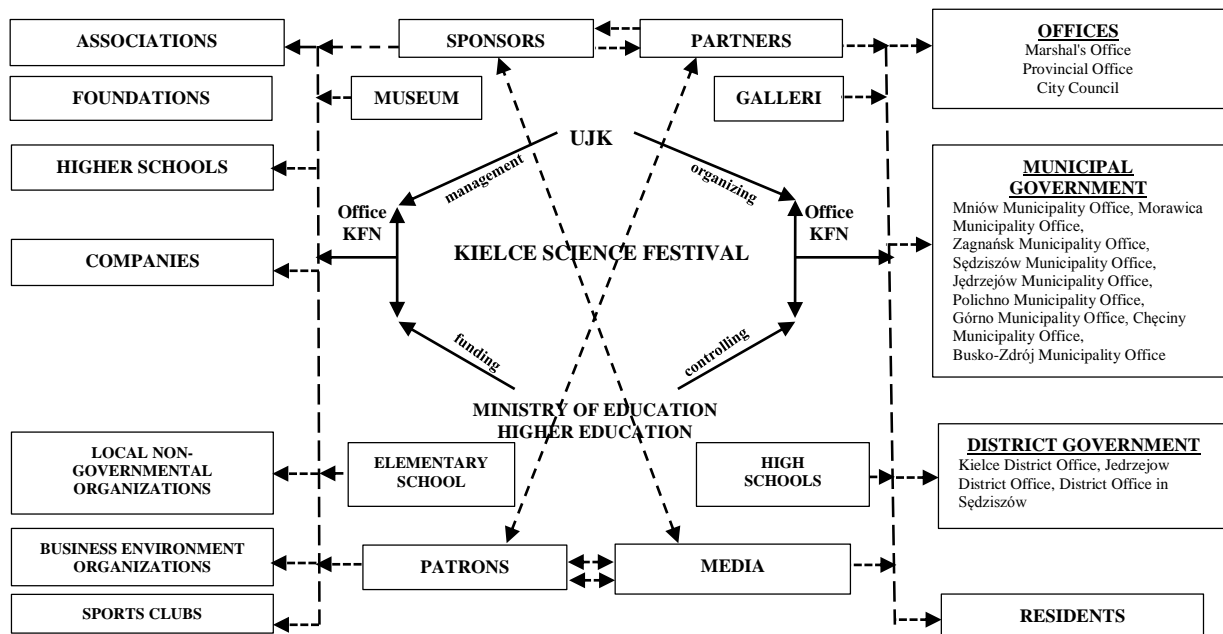 ASSOCIATIONS
SPONSORS
PARTNERS
OFFICES
Marshal's Office
Provincial Office
City Council
FOUNDATIONS
MUSEUM
GALLERI
UJK
HIGHER SCHOOLS
management
organizing
MUNICIPAL
GOVERNMENT
Mniów Municipality Office, Morawica
Municipality Office,
Zagnańsk Municipality Office,
Sędziszów Municipality Office,
Jędrzejów Municipality Office,
Polichno Municipality Office,
Górno Municipality Office, Chęciny
Municipality Office,
Busko-Zdrój Municipality Office
Office
KFN
Office
KFN
COMPANIES
KIELCE SCIENCE FESTIVAL
funding
controlling
MINISTRY OF EDUCATION
HIGHER EDUCATION
LOCAL NON-
GOVERNMENTAL
ORGANIZATIONS
ELEMENTARY
SCHOOL
HIGH
SCHOOLS
DISTRICT GOVERNMENT
Kielce District Office, Jedrzejow
District Office, District Office in
Sędziszów
BUSINESS ENVIRONMENT
ORGANIZATIONS
PATRONS
MEDIA
SPORTS CLUBS
RESIDENTS